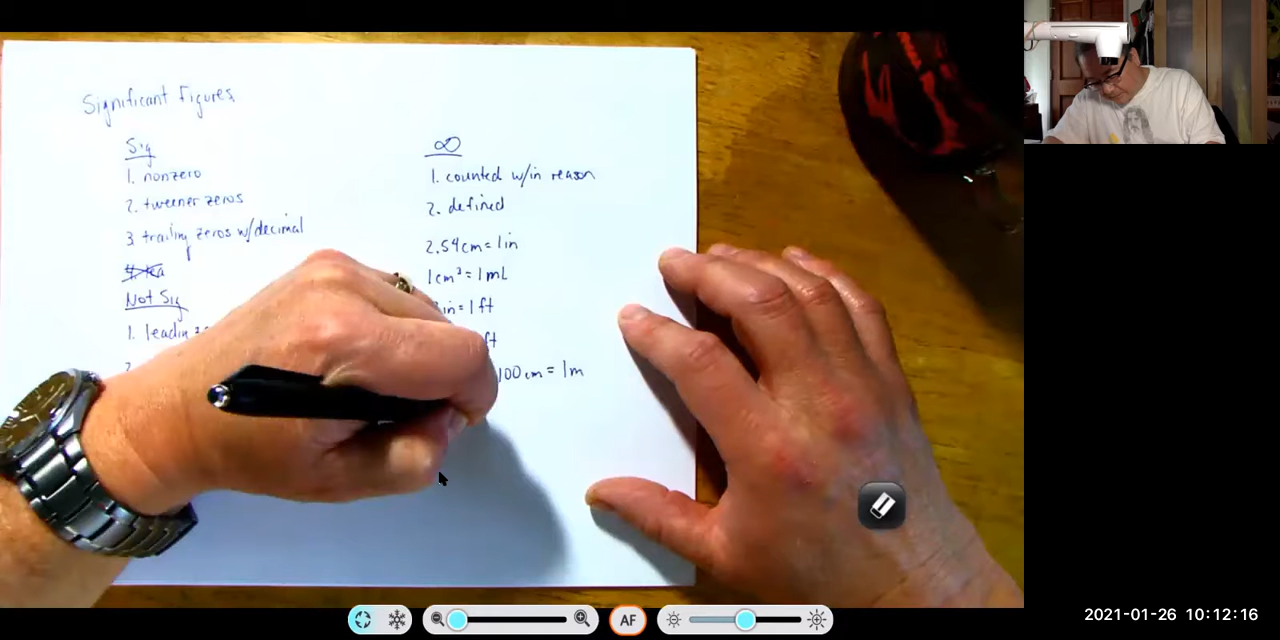 Significant Figures
Sig
1. nonzero
2. tweener zeros
3. trailing zeros w/decimal
Not Sig
1.
2.
∞
1. counted w/in reason
2. defined
2.54cm = 1in
1cm³ = 1mL
in = 1ft
ft
100cm = 1m
AF
2021-01-26 10:12:16